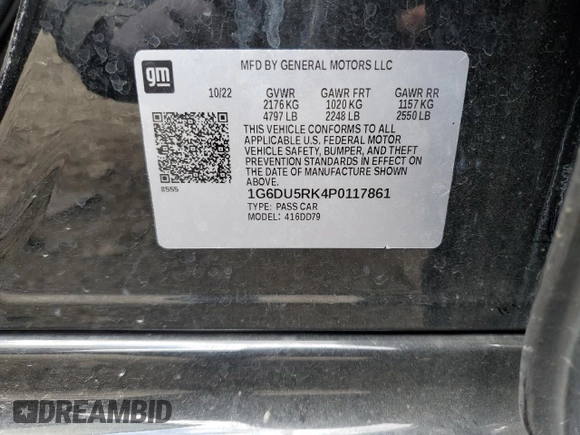 gm
MFD BY GENERAL MOTORS LLC
10/22 GVWR GAWR FRT GAWR RR
2176 KG 1020 KG 1157 KG
4797 LB 2248 LB 2550 LB
THIS VEHICLE CONFORMS TO ALL
APPLICABLE U.S. FEDERAL MOTOR
VEHICLE SAFETY, BUMPER, AND THEFT
PREVENTION STANDARDS IN EFFECT ON
THE DATE OF MANUFACTURE SHOWN
ABOVE.
8555
1G6DU5RK4P0117861
TYPE: PASS CAR
MODEL: 416DD79
DREAMBID